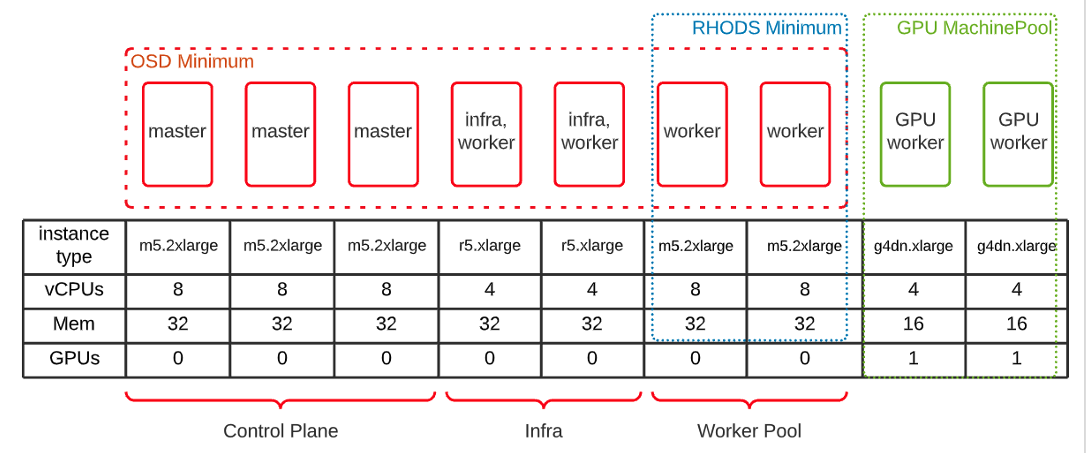 RHODS Minimum
GPU MachinePool
OSD Minimum
master
master
master
infra,
worker
infra,
worker
worker
worker
GPU
worker
GPU
worker
instance
type
m5.2xlarge
m5.2xlarge
m5.2xlarge
r5.xlarge
r5.xlarge
m5.2xlarge
m5.2xlarge
g4dn.xlarge
g4dn.xlarge
vCPUs 8 8 8 4 4 8 8 4 4
Mem 32 32 32 32 32 32 32 16 16
GPUs 0 0 0 0 0 0 0 1 1
Control Plane
Infra
Worker Pool